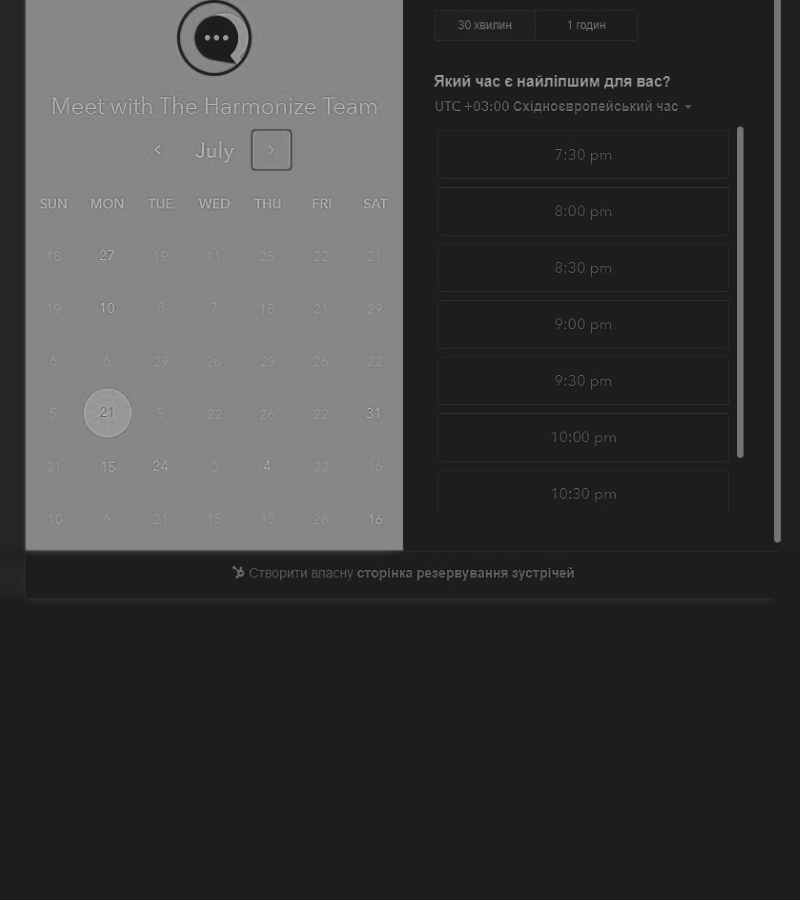 Meet with The Harmonize Team
July
SUN MON TUE WED THU FRI SAT
18 27 19 11 25 22 21
19 10 8 7 18 21 29
6 6 29 28 29 26 22
5 21 5 22 26 22 31
21 15 24 3 4 22 16
10 6 21 15 15 28 16
30 хвилин 1 годин
Який час є найліпшим для вас?
UTC +03:00 Східноєвропейський час
7:30 pm
8:00 pm
8:30 pm
9:00 pm
9:30 pm
10:00 pm
10:30 pm
Створити власну сторінка резервування зустрічей